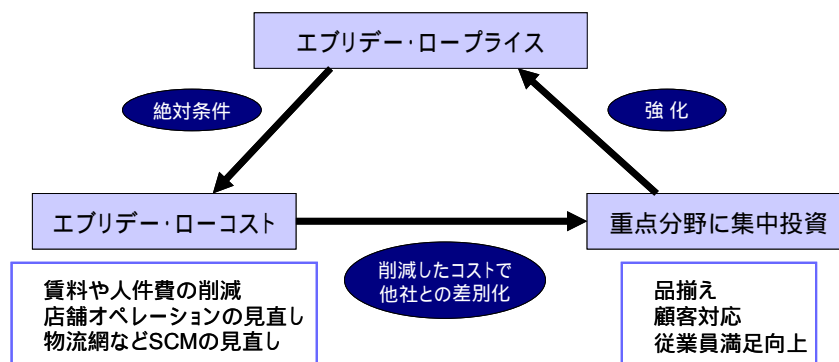 エブリデー・ロープライス
絶対条件
強 化
エブリデー・ローコスト
重点分野に集中投資
削減したコストで
他社との差別化
賃料や人件費の削減
店舗オペレーションの見直し
物流網などSCMの見直し
品揃え
顧客対応
従業員満足向上